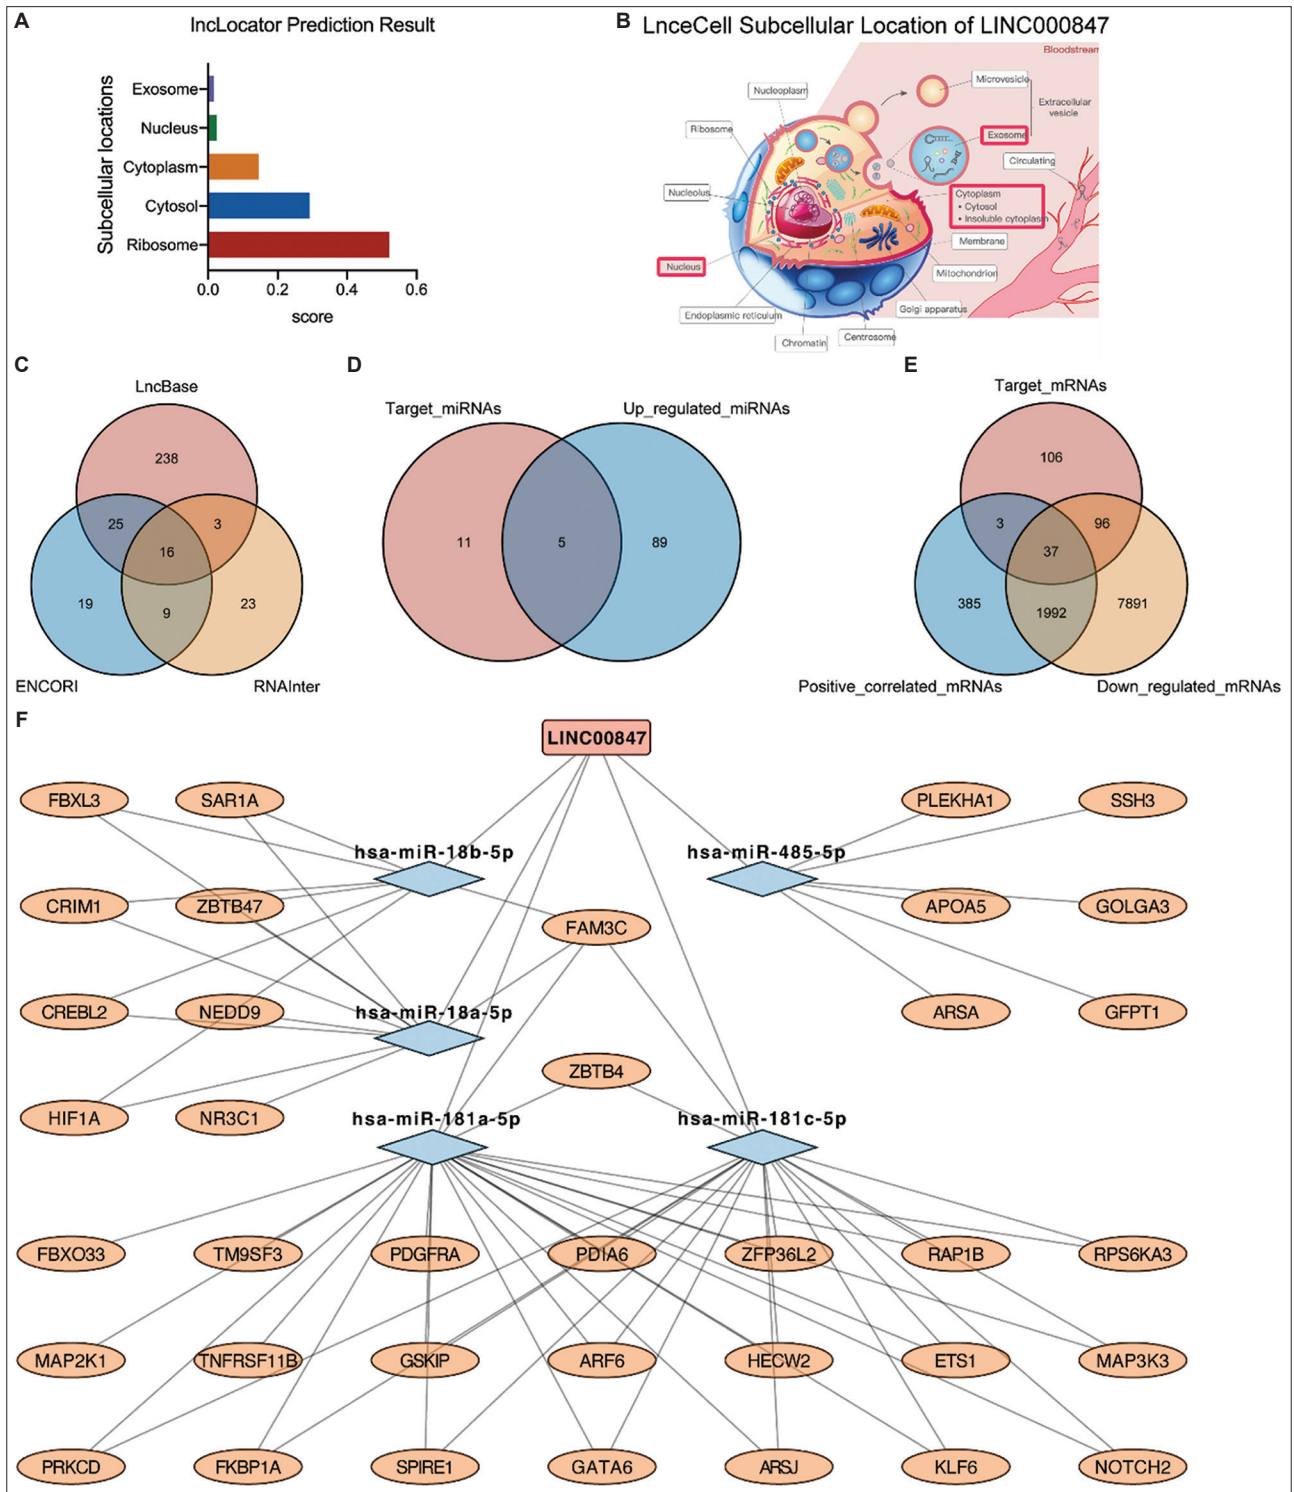 A
lncLocator Prediction Result
Subcellular locations
Exosome
Nucleus
Cytoplasm
Cytosol
Ribosome
0.0 0.2 0.4 0.6
score
B
LnceCell Subcellular Location of LINC000847
Bloodstream
Microvesicle
Nucleoplasm
Extracellular
vesicle
Ribosome
Exosome
Circulating
Nucleolus
Cytoplasm
• Cytosol
• Insoluble cytoplasm
Membrane
Nucleus
Mitochondrion
Endoplasmic reticulum
Golgi apparatus
Centrosome
Chromatin
C
LncBase
238
25
3
16
19
9
23
ENCORI
RNAInter
D
Target_miRNAs
Up_regulated_miRNAs
11
5
89
E
Target_mRNAs
106
3
96
37
385
1992
7891
Positive_correlated_mRNAs
Down_regulated_mRNAs
F
LINC00847
FBXL3
SAR1A
PLEKHA1
SSH3
hsa-miR-18b-5p
hsa-miR-485-5p
CRIM1
ZBTB47
FAM3C
APOA5
GOLGA3
CREBL2
NEDD9
hsa-miR-18a-5p
ARSA
GFPT1
ZBTB4
HIF1A
NR3C1
hsa-miR-181a-5p
hsa-miR-181c-5p
FBXO33
TM9SF3
PDGFRA
PDIA6
ZFP36L2
RAP1B
RPS6KA3
MAP2K1
TNFRSF11B
GSKIP
ARF6
HECW2
ETS1
MAP3K3
PRKCD
FKBP1A
SPIRE1
GATA6
ARSJ
KLF6
NOTCH2